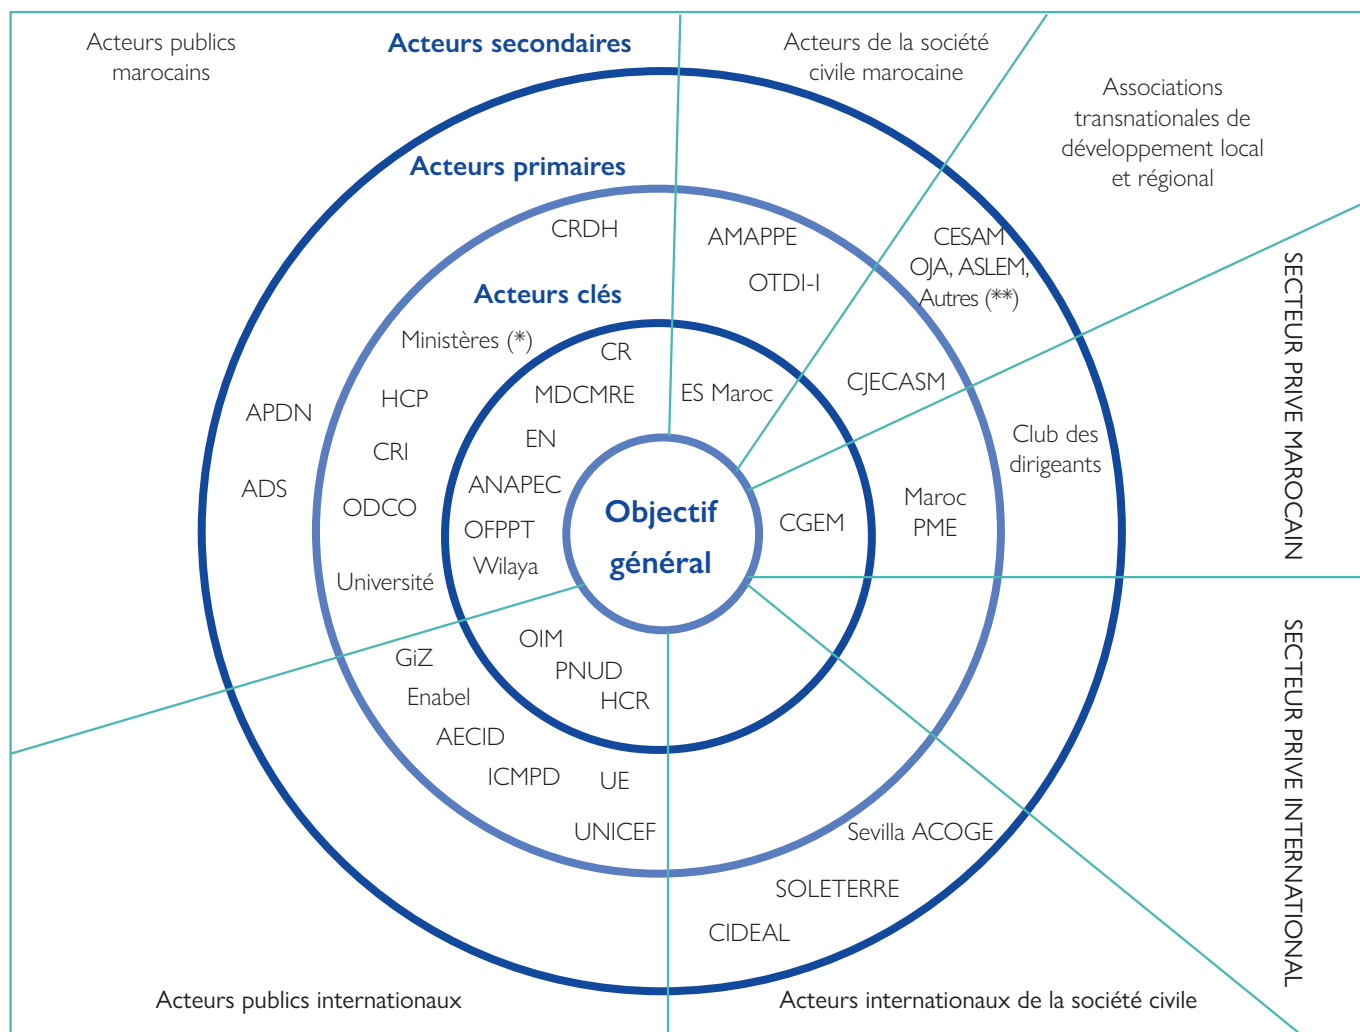 Acteurs publics
marocains
Acteurs secondaires
Acteurs de la société
civile marocaine
Associations
transnationales de
développement local
et régional
Acteurs primaires
CRDH
AMAPPE
OTDI-I
CESAM
OJA, ASLEM,
Autres (**)
SECTEUR PRIVE MAROCAIN
Acteurs clés
Ministères (*)
CR
MDCMRE
ES Maroc
CJECASM
HCP
APDN
EN
CRI
Club des
dirigeants
ADS
ANAPEC
ODCO
OFPPT
Objectif
général
CGEM
Maroc
PME
Wilaya
Université
OIM
PNUD
HCR
GiZ
Enabel
AECID
ICMPD
UE
UNICEF
SECTEUR PRIVE INTERNATIONAL
Sevilla ACOGE
SOLETERRE
CIDEAL
Acteurs publics internationaux
Acteurs internationaux de la société civile